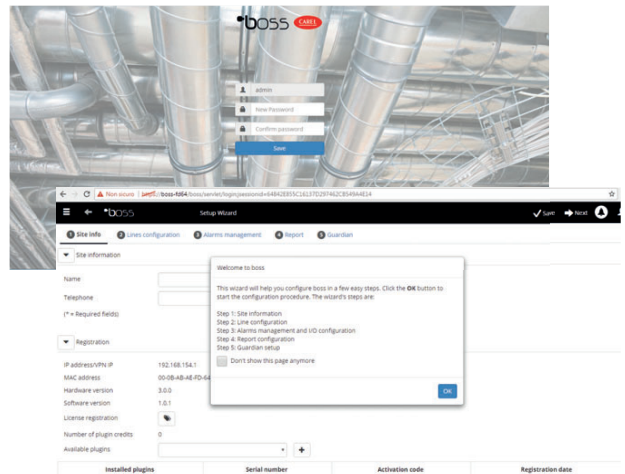 boss CAREL
admin
New Password
Confirm password
Save
boss
Setup Wizard
Save
Next
1 Site info
2 Lines configuration
3 Alarms management
4 Report
5 Guardian
Site information
Name
Telephone
(* = Required fields)
Registration
IP address/VPN IP 192.168.154.1
MAC address 00-0B-AB-AE-FD-64
Hardware version 3.0.0
Software version 1.0.1
License registration
Number of plugin credits 0
Available plugins
Installed plugins Serial number Activation code Registration date
Welcome to boss
This wizard will help you configure boss in a few easy steps. Click the OK button to
start the configuration procedure. The wizard's steps are:
Step 1: Site information
Step 2: Line configuration
Step 3: Alarms management and I/O configuration
Step 4: Report configuration
Step 5: Guardian setup
Don't show this page anymore
OK